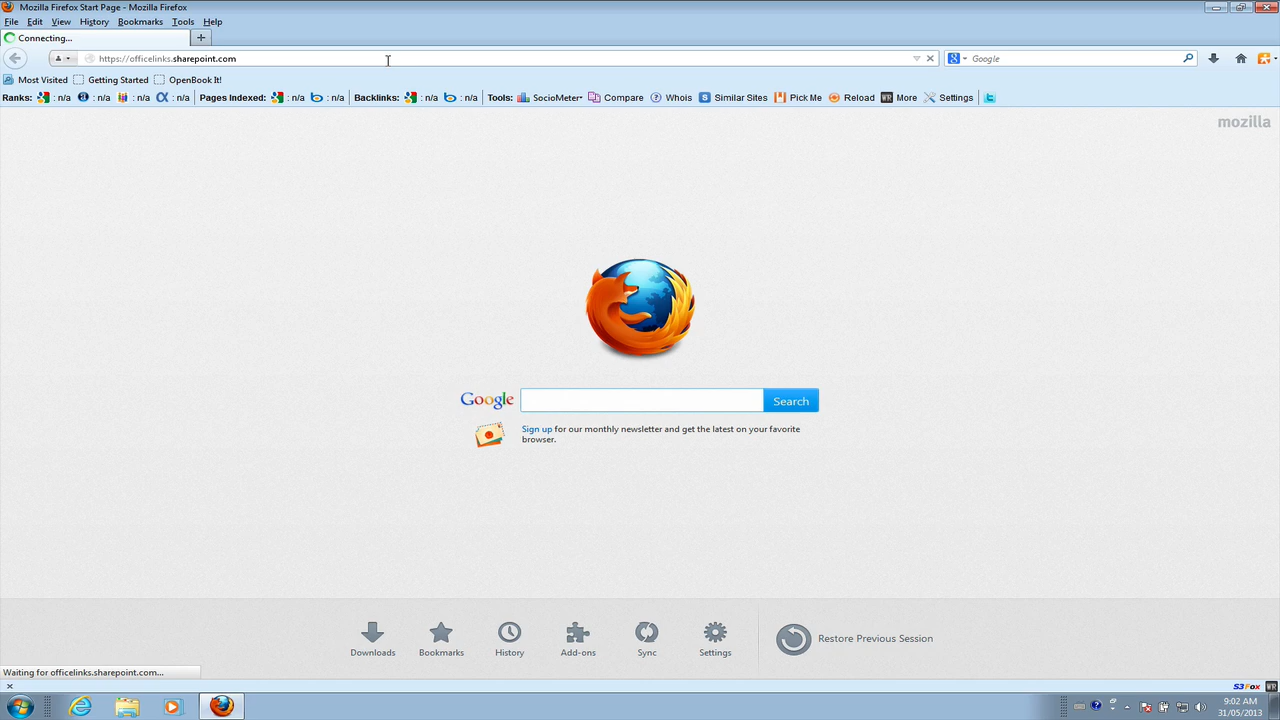 Mozilla Firefox Start Page - Mozilla Firefox
File Edit View History Bookmarks Tools Help
Connecting...
https://officelinks.sharepoint.com Google
Most Visited Getting Started OpenBook It!
Ranks: : n/a : n/a : n/a : n/a Pages Indexed: : n/a : n/a Backlinks: : n/a : n/a Tools: SocioMeter Compare Whois Similar Sites Pick Me Reload More Settings
mozilla
Google Search
Sign up for our monthly newsletter and get the latest on your favorite
browser.
Downloads Bookmarks History Add-ons Sync Settings Restore Previous Session
Waiting for officelinks.sharepoint.com...
S3Fox WR
9:02 AM
31/05/2013